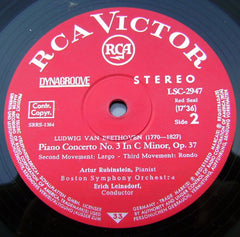 RCA VICTOR
RCA
DYNAGROOVE
STEREO
LSC-2947
Red Seal
(17'36)
Side 2
Contr.
Copyr.
SRRS-1304
LUDWIG VAN BEETHOVEN (1770—1827)
Piano Concerto No. 3 In C Minor, Op. 37
Second Movement: Largo - Third Movement: Rondo
Artur Rubinstein, Pianist
Boston Symphony Orchestra
Erich Leinsdorf,
Conductor
33